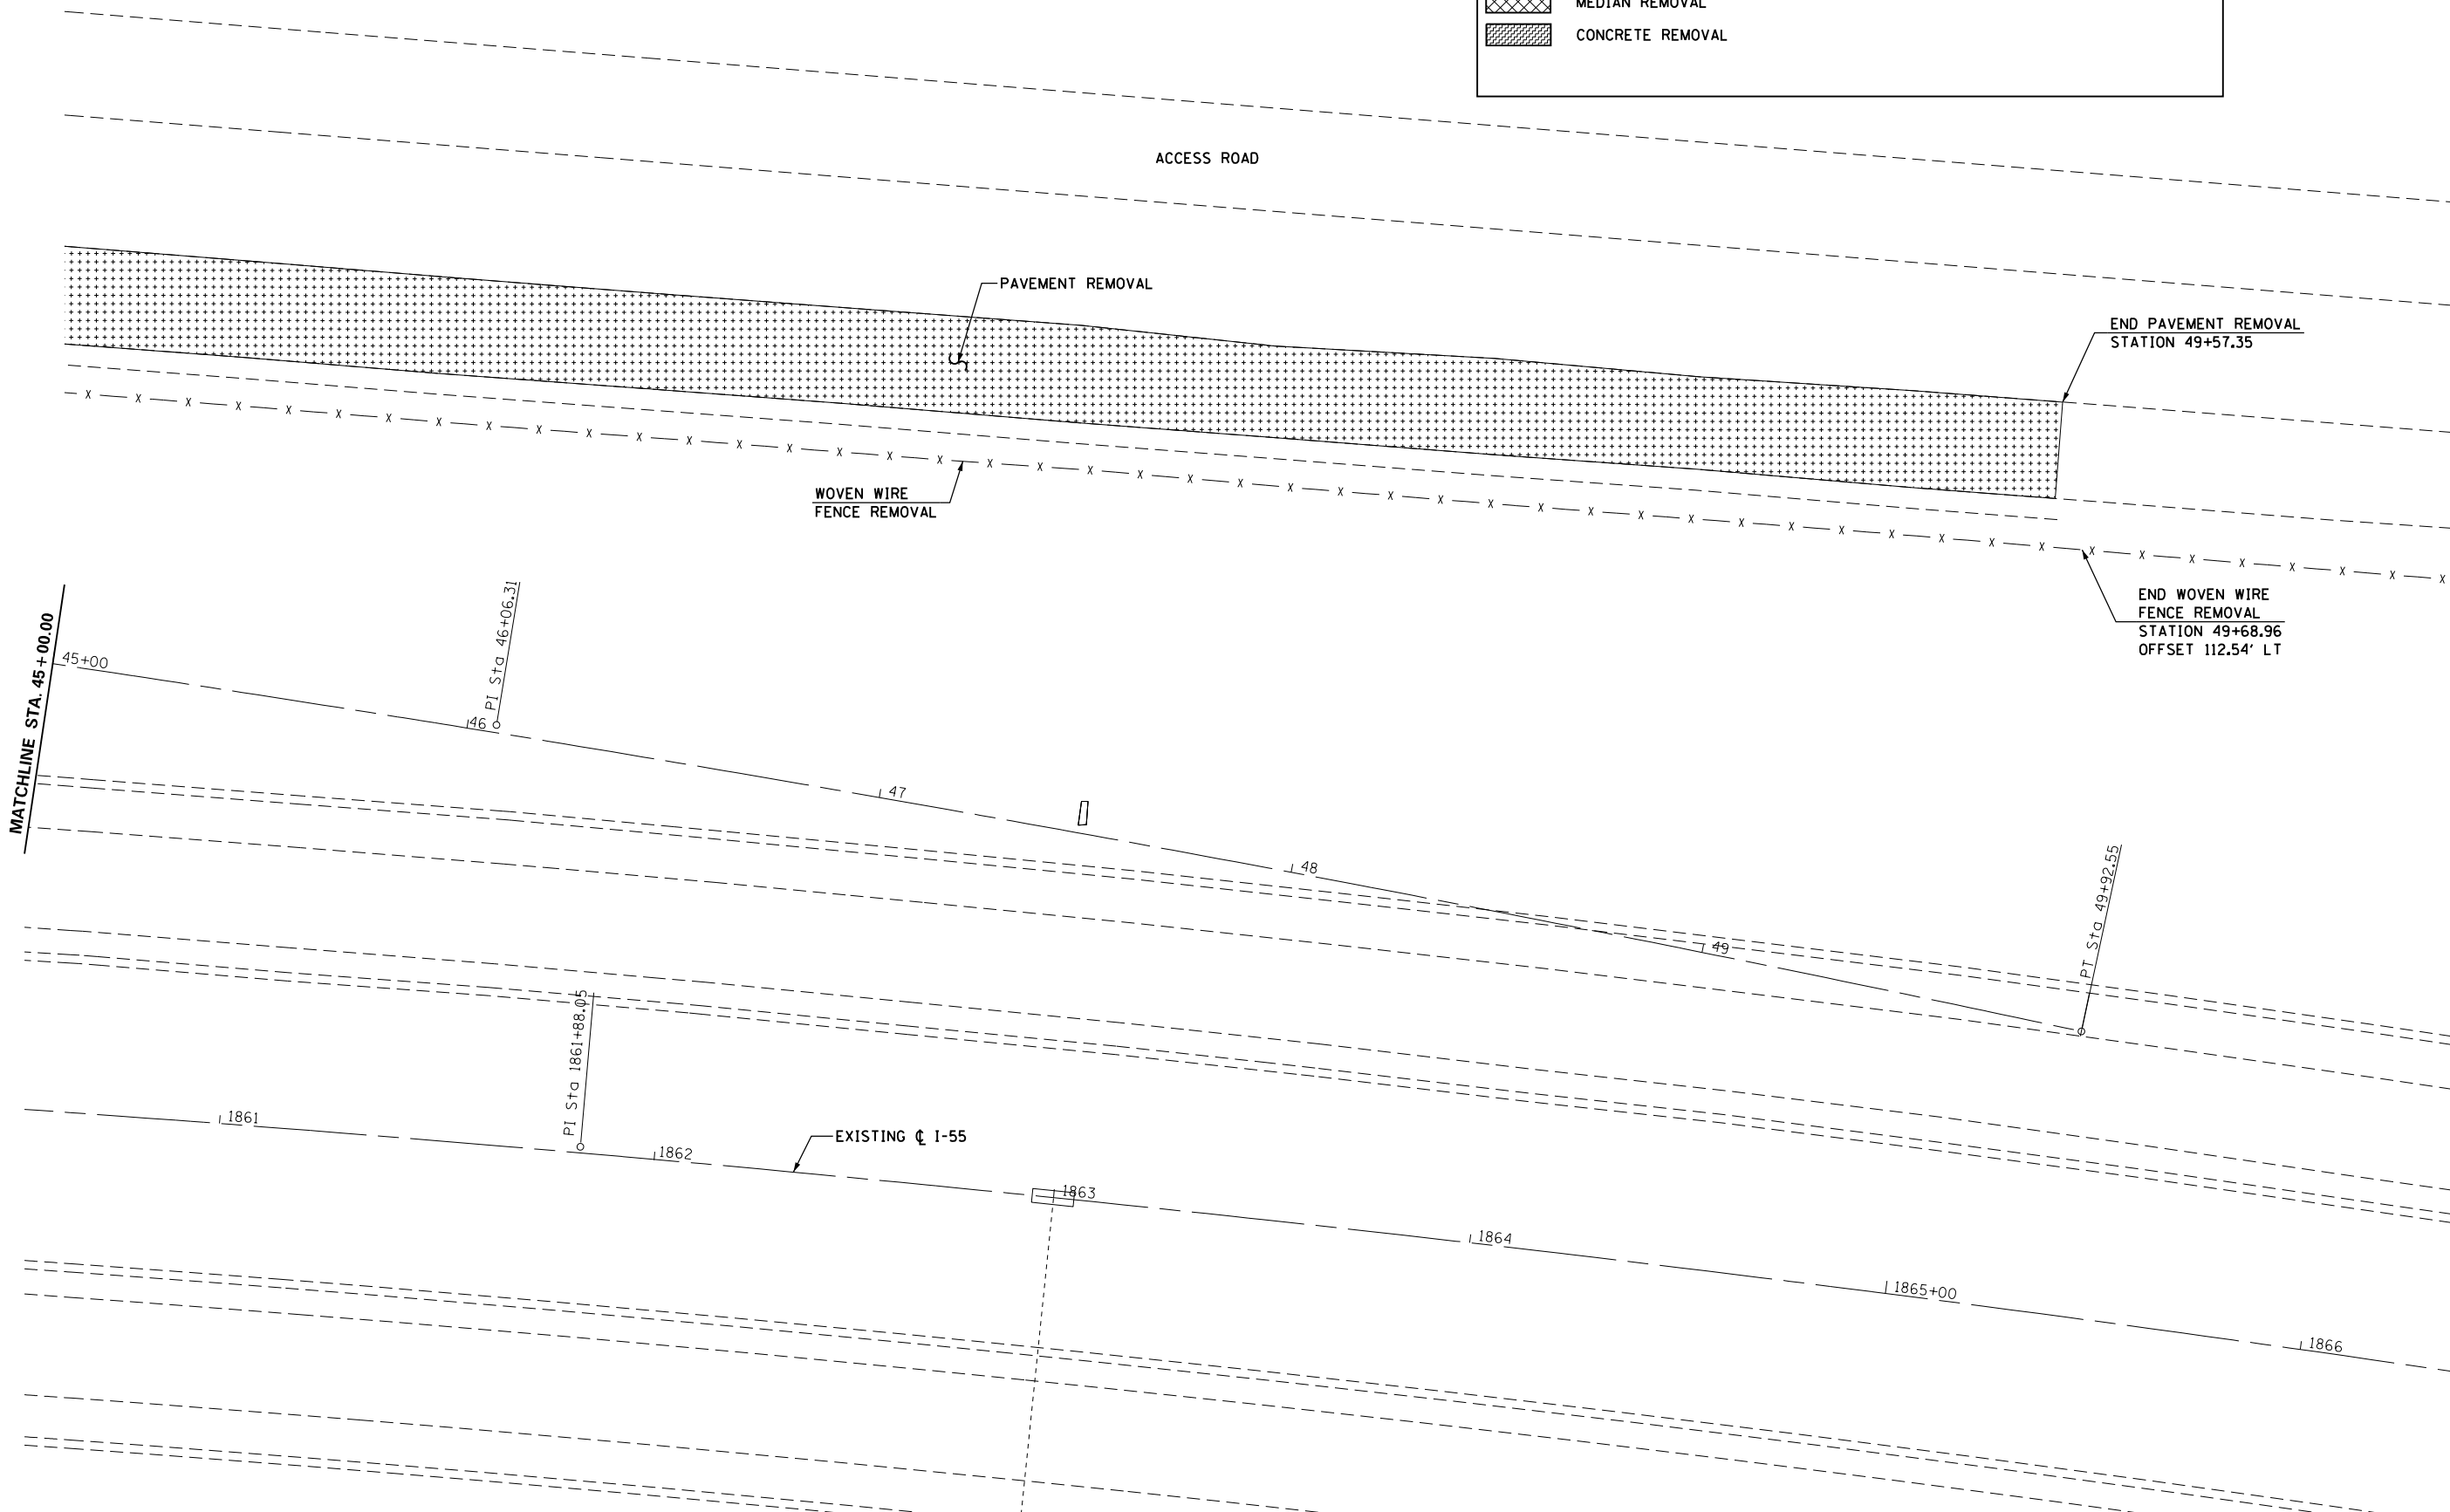 MEDIAN REMOVAL
CONCRETE REMOVAL
ACCESS ROAD
PAVEMENT REMOVAL
END PAVEMENT REMOVAL
STATION 49+57.35
WOVEN WIRE
FENCE REMOVAL
END WOVEN WIRE
FENCE REMOVAL
STATION 49+68.96
OFFSET 112.54' LT
MATCHLINE STA. 45+00.00
45+00
PI Sta 46+06.31
46
47
48
49
PT Sta 49+92.55
1861
PI Sta 1861+88.05
1862
EXISTING ℄ I-55
1863
1864
1865+00
1866